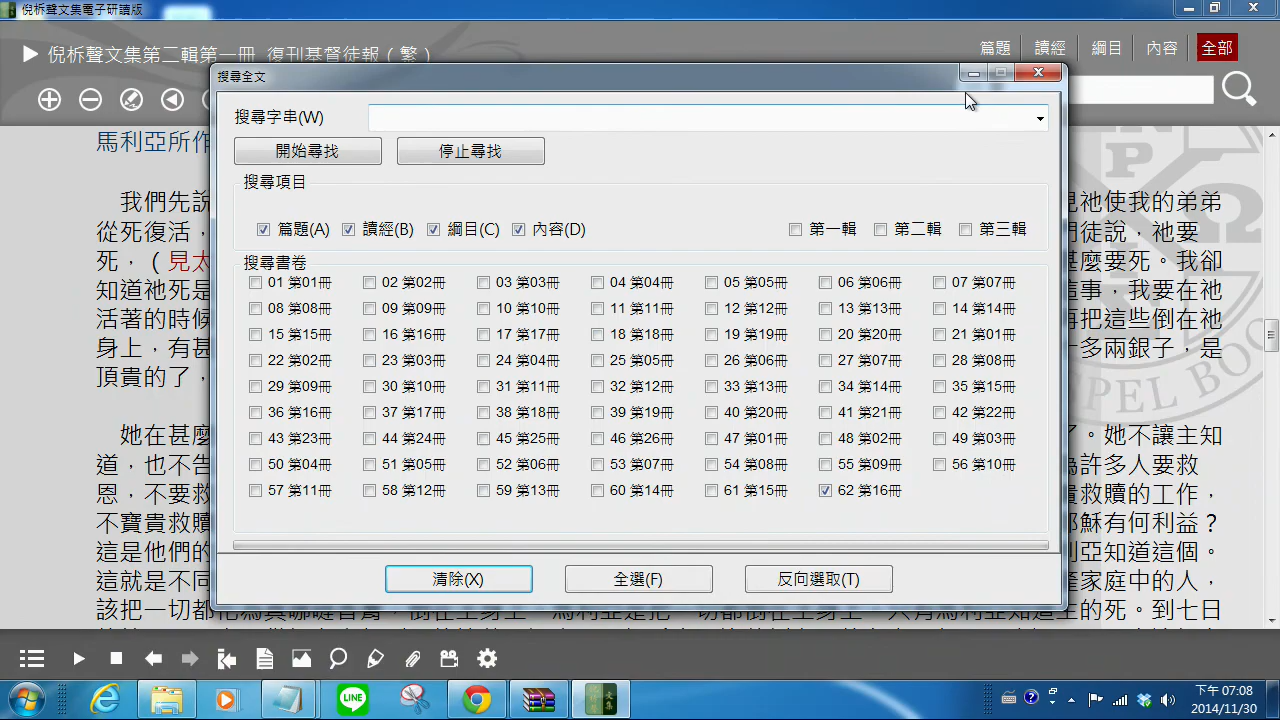 倪柝聲文集電子研讀版
倪柝聲文集第二輯第一冊 復刊基督徒報（繁）
篇題 讀經 綱目 內容 全部
搜尋全文
搜尋字串(W)
開始尋找 停止尋找
搜尋項目
篇題(A) 讀經(B) 綱目(C) 內容(D) 第一輯 第二輯 第三輯
搜尋書卷
01 第01冊 02 第02冊 03 第03冊 04 第04冊 05 第05冊 06 第06冊 07 第07冊
08 第08冊 09 第09冊 10 第10冊 11 第11冊 12 第12冊 13 第13冊 14 第14冊
15 第15冊 16 第16冊 17 第17冊 18 第18冊 19 第19冊 20 第20冊 21 第01冊
22 第02冊 23 第03冊 24 第04冊 25 第05冊 26 第06冊 27 第07冊 28 第08冊
29 第09冊 30 第10冊 31 第11冊 32 第12冊 33 第13冊 34 第14冊 35 第15冊
36 第16冊 37 第17冊 38 第18冊 39 第19冊 40 第20冊 41 第21冊 42 第22冊
43 第23冊 44 第24冊 45 第25冊 46 第26冊 47 第01冊 48 第02冊 49 第03冊
50 第04冊 51 第05冊 52 第06冊 53 第07冊 54 第08冊 55 第09冊 56 第10冊
57 第11冊 58 第12冊 59 第13冊 60 第14冊 61 第15冊 62 第16冊
清除(X) 全選(F) 反向選取(T)
馬利亞所作
我們先說 見祂使我的弟弟
從死復活， 門徒說，祂要
死，（見太 甚麼要死。我卻
知道祂死是 這事，我要在祂
活著的時候 再把這些倒在祂
身上，有甚 十多兩銀子，是
頂貴的了，
她在甚麼 了。她不讓主知
道，也不告 為許多人要救
恩，不要救 貴救贖的工作，
不寶貴救贖 耶穌有何利益？
這是他們的 利亞知道這個。
這就是不同 產家庭中的人，
該把一切都 主的死。到七日
LINE
下午 07:08
2014/11/30